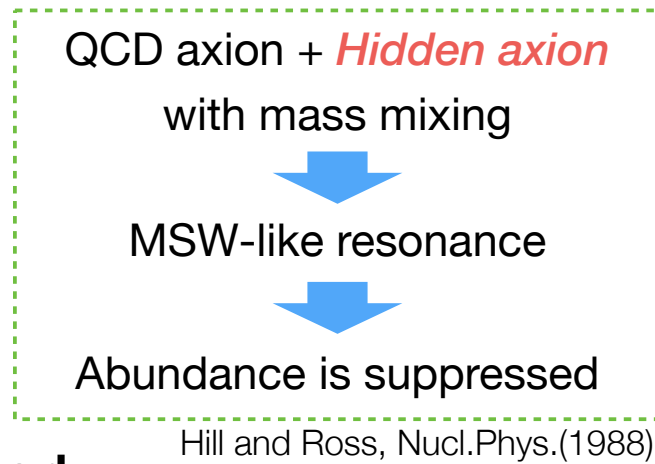 QCD axion + Hidden axion
with mass mixing
MSW-like resonance
Abundance is suppressed
Hill and Ross, Nucl.Phys.(1988)